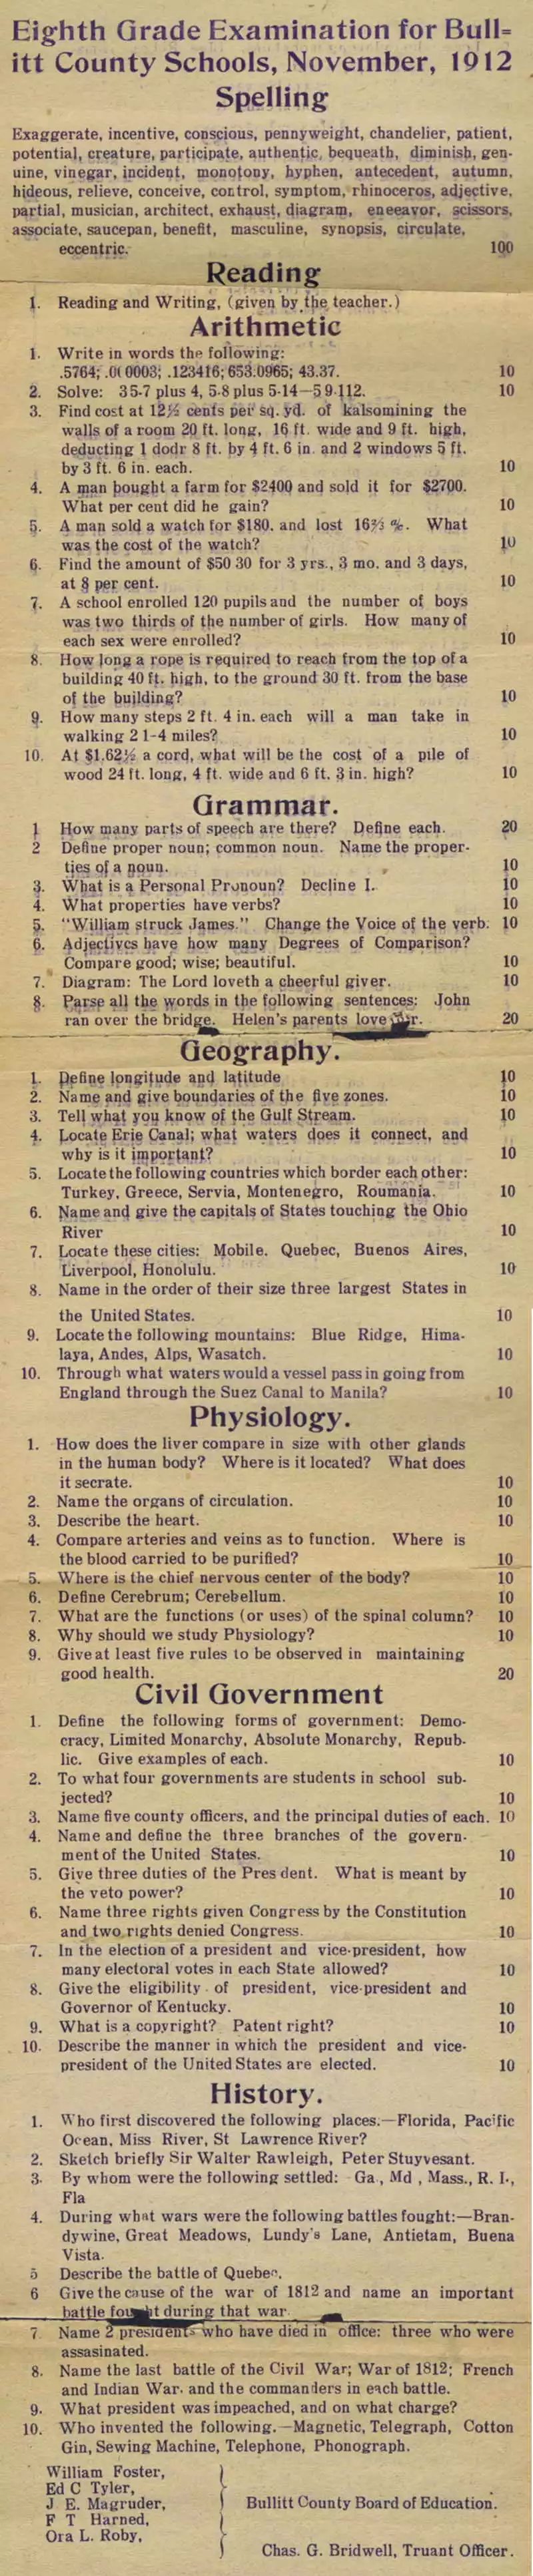 Eighth Grade Examination for Bull=
itt County Schools, November, 1912
Spelling
Exaggerate, incentive, conscious, pennyweight, chandelier, patient,
potential, creature, participate, authentic, bequeath, diminish, gen-
uine, vinegar, incident, monotony, hyphen, antecedent, autumn,
hideous, relieve, conceive, control, symptom, rhinoceros, adjective,
partial, musician, architect, exhaust, diagram, eneeavor, scissors,
associate, saucepan, benefit, masculine, synopsis, circulate,
eccentric. 100
Reading
1. Reading and Writing, (given by the teacher.)
Arithmetic
1. Write in words the following:
.5764; .0(0003; .123416; 653.0965; 43.37. 10
2. Solve: 35-7 plus 4, 5-8 plus 5-14—59-112. 10
3. Find cost at 12½ cents per sq. yd. of kalsomining the
walls of a room 20 ft. long, 16 ft. wide and 9 ft. high,
deducting 1 dodr 8 ft. by 4 ft. 6 in. and 2 windows 5 ft.
by 3 ft. 6 in. each. 10
4. A man bought a farm for $2400 and sold it for $2700.
What per cent did he gain? 10
5. A man sold a watch for $180. and lost 16⅔ %. What
was the cost of the watch? 10
6. Find the amount of $50 30 for 3 yrs., 3 mo. and 3 days,
at 8 per cent. 10
7. A school enrolled 120 pupils and the number of boys
was two thirds of the number of girls. How many of
each sex were enrolled? 10
8. How long a rope is required to reach from the top of a
building 40 ft. high, to the ground 30 ft. from the base
of the building? 10
9. How many steps 2 ft. 4 in. each will a man take in
walking 2 1-4 miles? 10
10. At $1.62½ a cord, what will be the cost of a pile of
wood 24 ft. long, 4 ft. wide and 6 ft. 3 in. high? 10
Grammar.
1 How many parts of speech are there? Define each. 20
2 Define proper noun; common noun. Name the proper-
ties of a noun. 10
3. What is a Personal Pronoun? Decline I. 10
4. What properties have verbs? 10
5. "William struck James." Change the Voice of the verb. 10
6. Adjectives have how many Degrees of Comparison?
Compare good; wise; beautiful. 10
7. Diagram: The Lord loveth a cheerful giver. 10
8. Parse all the words in the following sentences: John
ran over the bridge. Helen's parents love 20
Geography.
1. Define longitude and latitude 10
2. Name and give boundaries of the five zones. 10
3. Tell what you know of the Gulf Stream. 10
4. Locate Erie Canal; what waters does it connect, and
why is it important? 10
5. Locate the following countries which border each other:
Turkey, Greece, Servia, Montenegro, Roumania. 10
6. Name and give the capitals of States touching the Ohio
River 10
7. Locate these cities: Mobile. Quebec, Buenos Aires,
Liverpool, Honolulu. 10
8. Name in the order of their size three largest States in
the United States. 10
9. Locate the following mountains: Blue Ridge, Hima-
laya, Andes, Alps, Wasatch. 10
10. Through what waters would a vessel pass in going from
England through the Suez Canal to Manila? 10
Physiology.
1. How does the liver compare in size with other glands
in the human body? Where is it located? What does
it secrate. 10
2. Name the organs of circulation. 10
3. Describe the heart. 10
4. Compare arteries and veins as to function. Where is
the blood carried to be purified? 10
5. Where is the chief nervous center of the body? 10
6. Define Cerebrum; Cerebellum. 10
7. What are the functions (or uses) of the spinal column? 10
8. Why should we study Physiology? 10
9. Give at least five rules to be observed in maintaining
good health. 20
Civil Government
1. Define the following forms of government: Demo-
cracy, Limited Monarchy, Absolute Monarchy, Repub-
lic. Give examples of each. 10
2. To what four governments are students in school sub-
jected? 10
3. Name five county officers, and the principal duties of each. 10
4. Name and define the three branches of the govern-
ment of the United States. 10
5. Give three duties of the Pres dent. What is meant by
the veto power? 10
6. Name three rights given Congress by the Constitution
and two rights denied Congress. 10
7. In the election of a president and vice-president, how
many electoral votes in each State allowed? 10
8. Give the eligibility of president, vice-president and
Governor of Kentucky. 10
9. What is a copyright? Patent right? 10
10. Describe the manner in which the president and vice-
president of the United States are elected. 10
History.
1. Who first discovered the following places.—Florida, Pacific
Ocean, Miss River, St Lawrence River?
2. Sketch briefly Sir Walter Rawleigh, Peter Stuyvesant.
3. By whom were the following settled: Ga, Md, Mass., R. I.,
Fla
4. During what wars were the following battles fought:—Bran-
dywine, Great Meadows, Lundy's Lane, Antietam, Buena
Vista.
5 Describe the battle of Quebec.
6 Give the cause of the war of 1812 and name an important
battle fought during that war
7. Name 2 presidents who have died in office: three who were
assasinated.
8. Name the last battle of the Civil War; War of 1812; French
and Indian War. and the commanders in each battle.
9. What president was impeached, and on what charge?
10. Who invented the following.—Magnetic, Telegraph, Cotton
Gin, Sewing Machine, Telephone, Phonograph.
William Foster,
Ed C Tyler,
J E. Magruder,
F T Harned,
Ora L. Roby,
Bullitt County Board of Education.
Chas. G. Bridwell, Truant Officer.